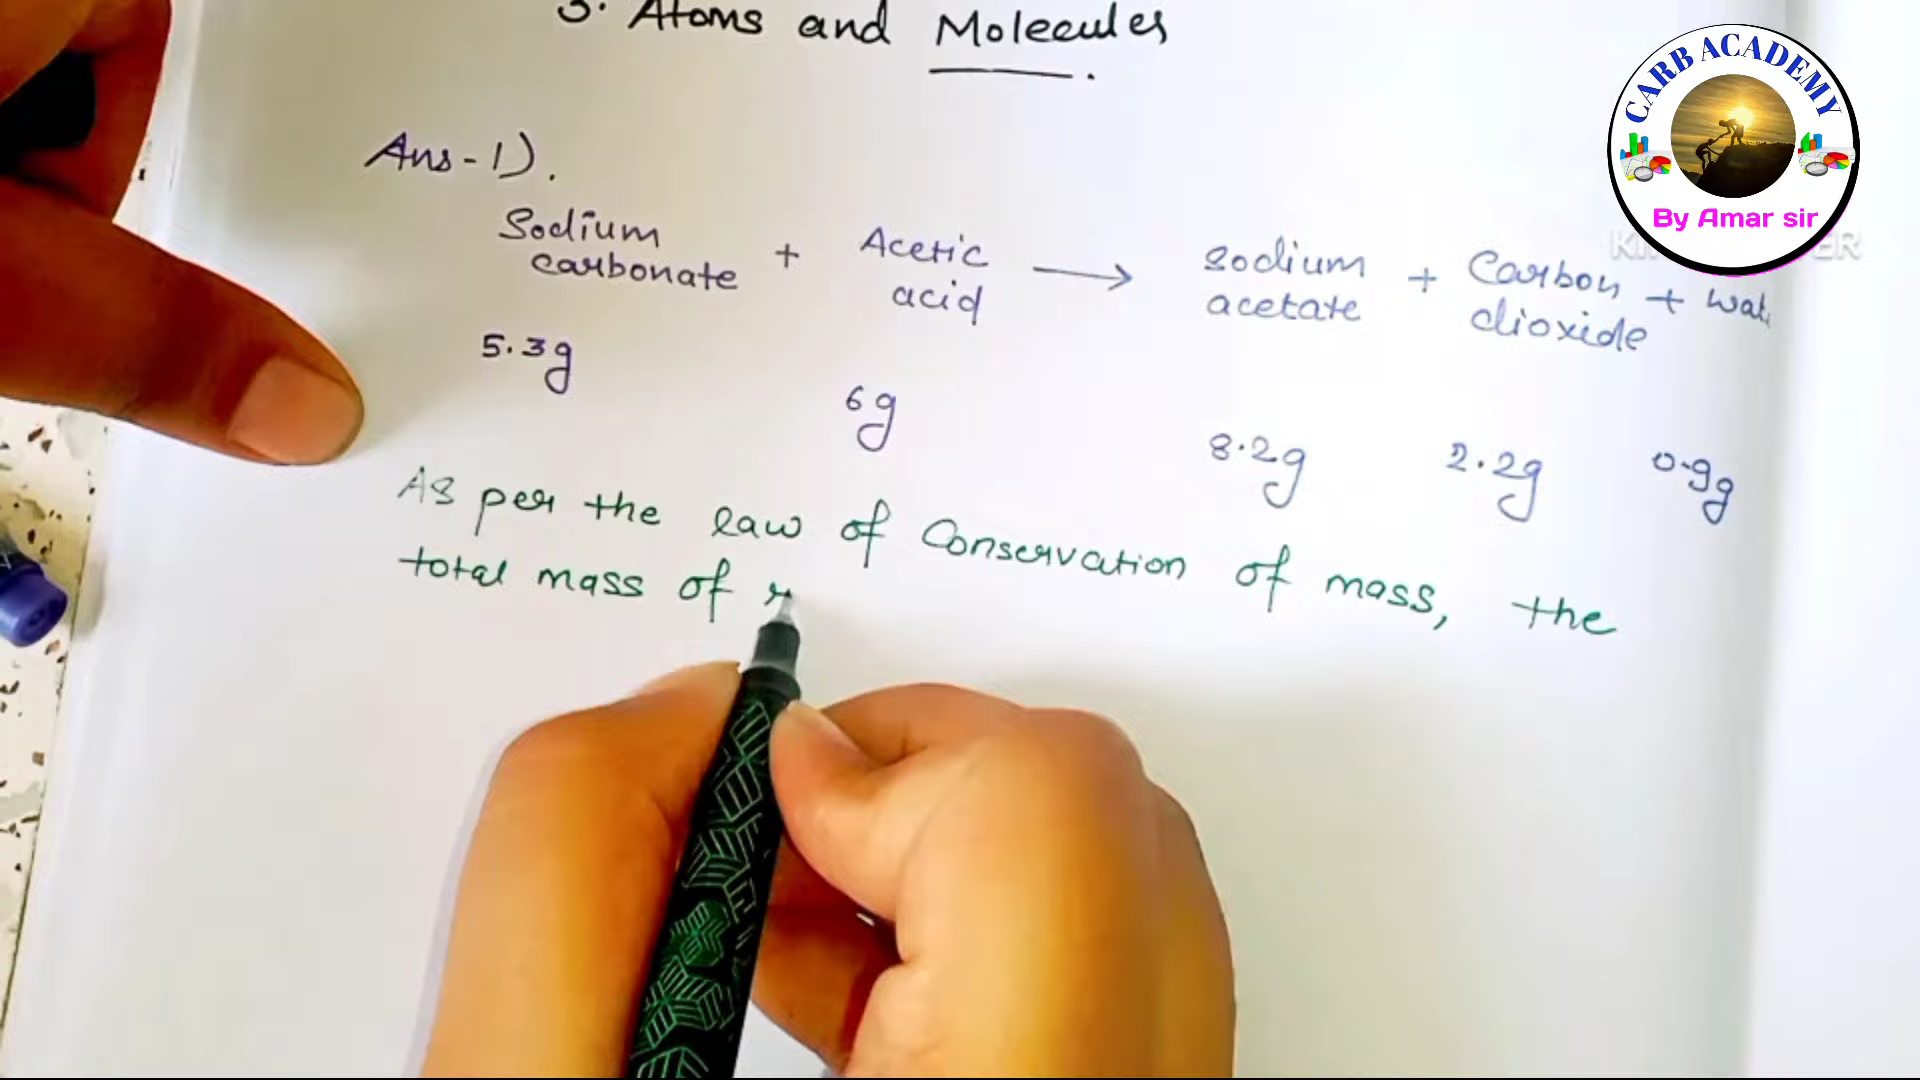 3. Atoms and Molecules
Ans-1).
Sodium carbonate + Acetic acid → sodium acetate + Carbon dioxide +
5.3g 6g 8.2g 2.2g 0.9g
As per the law of Conservation of mass, the
total mass of
CARB ACADEMY
By Amar sir